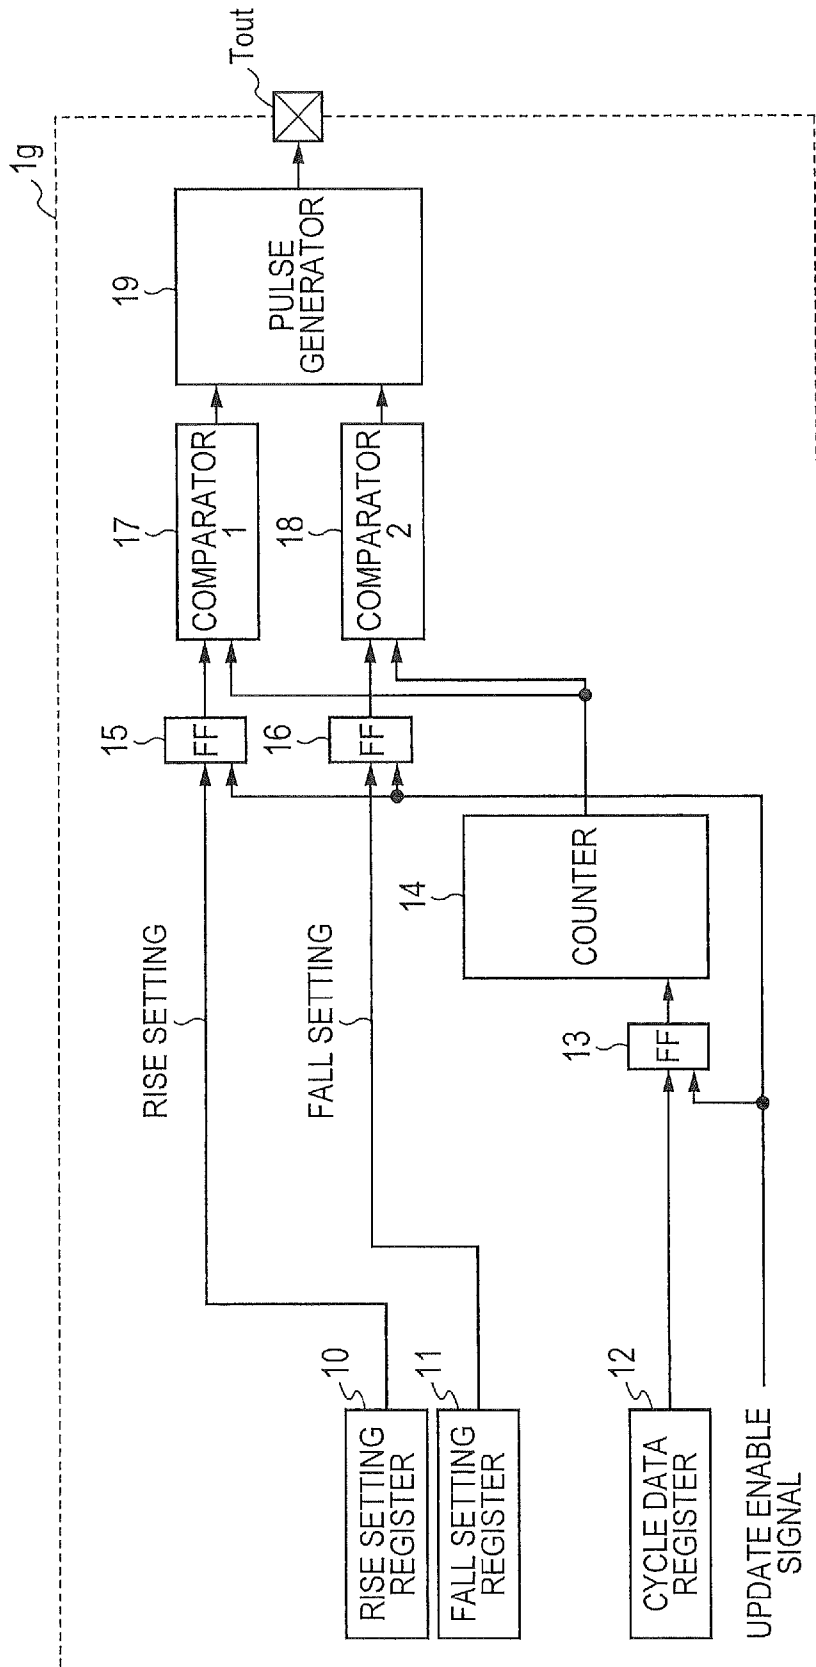 1g
Tout
19
PULSE
GENERATOR
17
COMPARATOR
1
18
COMPARATOR
2
15
FF
16
FF
RISE SETTING
FALL SETTING
14
COUNTER
13
FF
10
RISE SETTING
REGISTER
11
FALL SETTING
REGISTER
12
CYCLE DATA
REGISTER
UPDATE ENABLE
SIGNAL